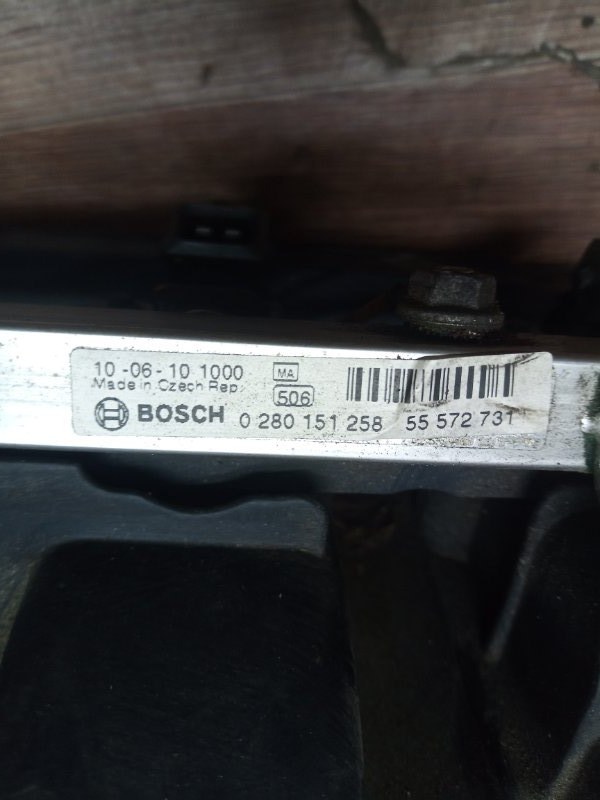 10-06-10 1000 MA
Made in Czech Rep. 506
BOSCH 0 280 151 258 55 572 731